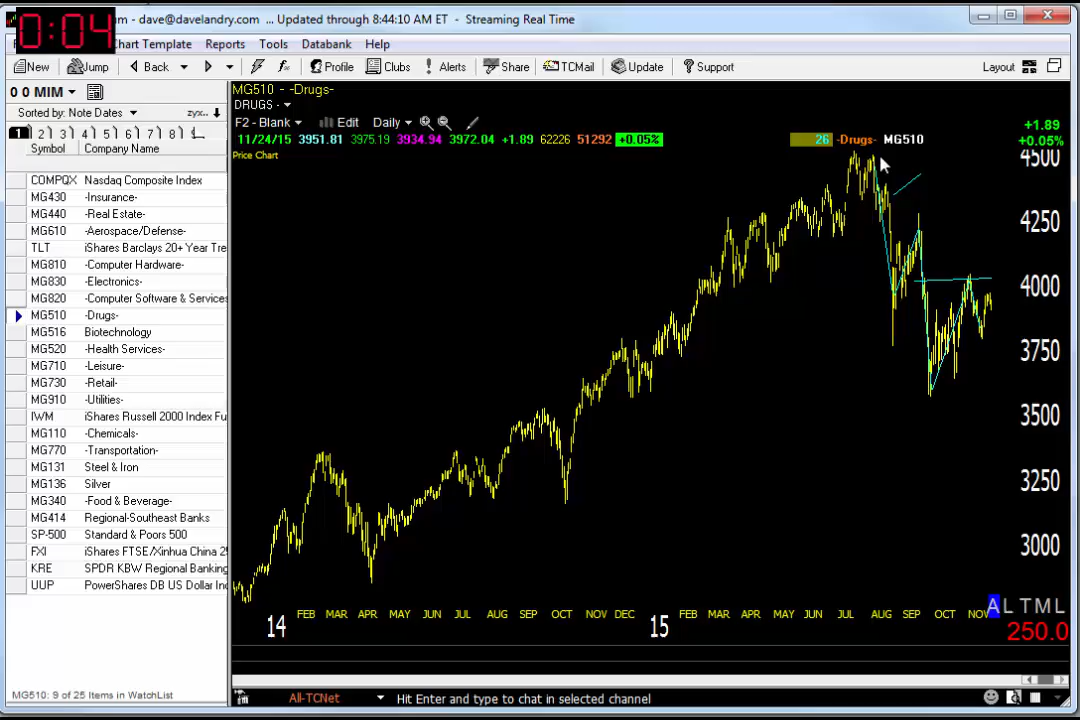 0:04
um - dave@davelandry.com ... Updated through 8:44:10 AM ET - Streaming Real Time
Chart Template Reports Tools Databank Help
New Jump Back Profile Clubs Alerts Share TCMail Update Support Layout
0 0 MIM
Sorted by: Note Dates zyx..
1 2 3 4 5 6 7 8
Symbol Company Name
COMPQX Nasdaq Composite Index
MG430 -Insurance-
MG440 -Real Estate-
MG610 -Aerospace/Defense-
TLT iShares Barclays 20+ Year Tre
MG810 -Computer Hardware-
MG830 -Electronics-
MG820 -Computer Software & Services
MG510 -Drugs-
MG516 Biotechnology
MG520 -Health Services-
MG710 -Leisure-
MG730 -Retail-
MG910 -Utilities-
IWM iShares Russell 2000 Index Fu
MG110 -Chemicals-
MG770 -Transportation-
MG131 Steel & Iron
MG136 Silver
MG340 -Food & Beverage-
MG414 Regional-Southeast Banks
SP-500 Standard & Poors 500
FXI iShares FTSE/Xinhua China 25
KRE SPDR KBW Regional Banking
UUP PowerShares DB US Dollar Ind
MG510: 9 of 25 Items in WatchList
MG510 - -Drugs-
DRUGS -
F2 - Blank Edit Daily
11/24/15 3951.81 3975.19 3934.94 3972.04 +1.89 62226 51292 +0.05% 26 -Drugs- MG510
+1.89
+0.05%
Price Chart
4500
4250
4000
3750
3500
3250
3000
FEB MAR APR MAY JUN JUL AUG SEP OCT NOV DEC FEB MAR APR MAY JUN JUL AUG SEP OCT NOV
14 15
A L T M L
250.0
All-TCNet Hit Enter and type to chat in selected channel